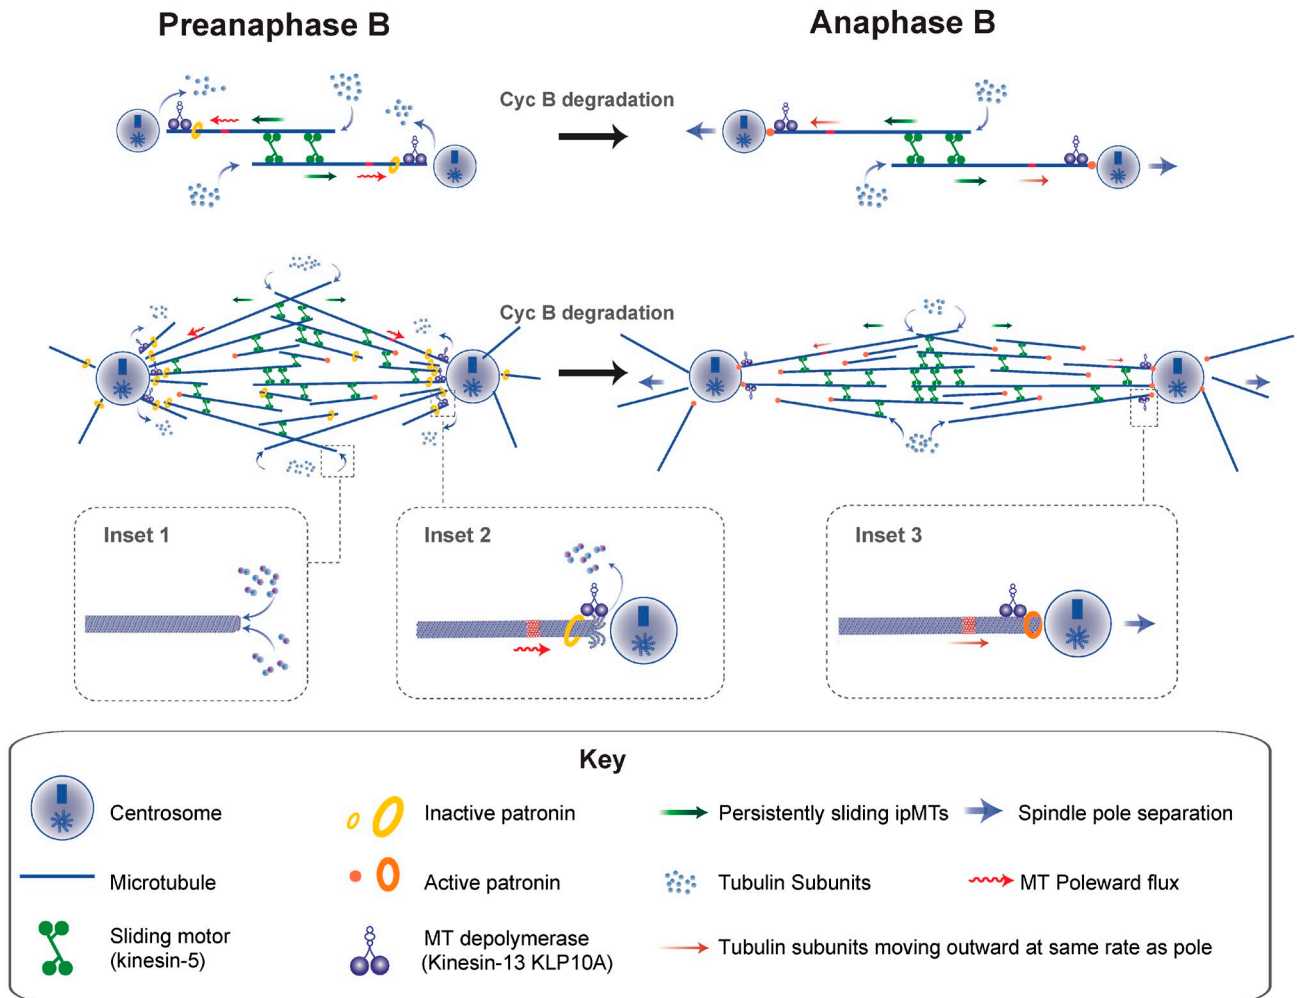 Preanaphase B
Anaphase B
Cyc B degradation
Cyc B degradation
Inset 1
Inset 2
Inset 3
Key
Centrosome
Inactive patronin
Persistently sliding ipMTs
Spindle pole separation
Microtubule
Active patronin
Tubulin Subunits
MT Poleward flux
Sliding motor
(kinesin-5)
MT depolymerase
(Kinesin-13 KLP10A)
Tubulin subunits moving outward at same rate as pole